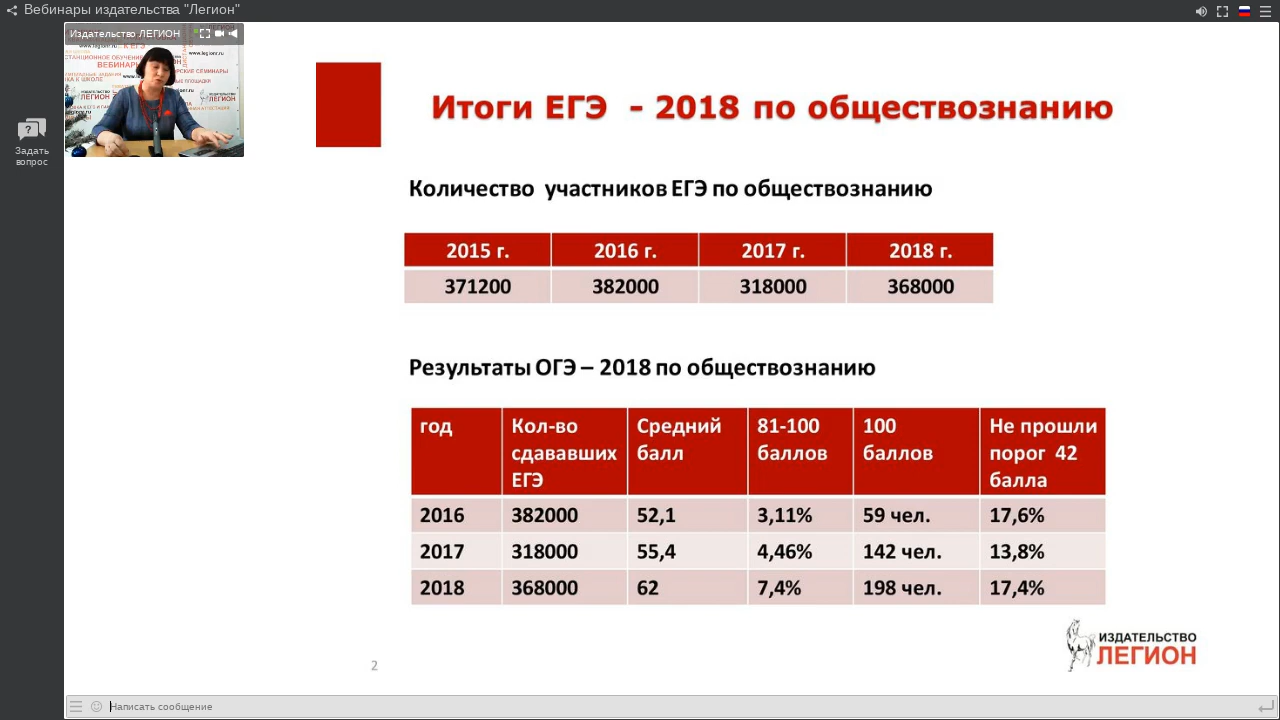 Вебинары издательства "Легион"
Издательство ЛЕГИОН
www.legionr.ru
ВЕБИНАРЫ
Задать
вопрос
Итоги ЕГЭ - 2018 по обществознанию
Количество участников ЕГЭ по обществознанию
2015 г. 2016 г. 2017 г. 2018 г.
371200 382000 318000 368000
Результаты ОГЭ – 2018 по обществознанию
год Кол-во сдававших ЕГЭ Средний балл 81-100 баллов 100 баллов Не прошли порог 42 балла
2016 382000 52,1 3,11% 59 чел. 17,6%
2017 318000 55,4 4,46% 142 чел. 13,8%
2018 368000 62 7,4% 198 чел. 17,4%
ИЗДАТЕЛЬСТВО
ЛЕГИОН
2
Написать сообщение